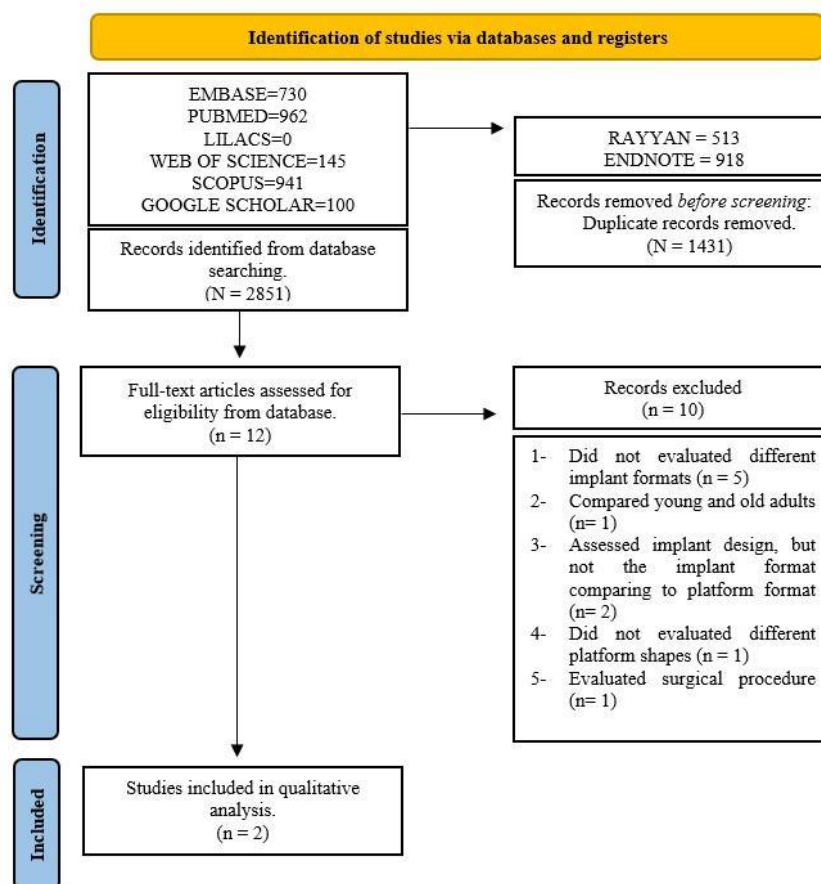 Identification of studies via databases and registers
Identification
EMBASE=730
PUBMED=962
LILACS=0
WEB OF SCIENCE=145
SCOPUS=941
GOOGLE SCHOLAR=100
Records identified from database
searching.
(N = 2851)
RAYYAN = 513
ENDNOTE = 918
Records removed before screening:
Duplicate records removed.
(N = 1431)
Screening
Full-text articles assessed for
eligibility from database.
(n = 12)
Records excluded
(n = 10)
1- Did not evaluated different
implant formats (n = 5)
2- Compared young and old adults
(n= 1)
3- Assessed implant design, but
not the implant format
comparing to platform format
(n= 2)
4- Did not evaluated different
platform shapes (n = 1)
5- Evaluated surgical procedure
(n= 1)
Included
Studies included in qualitative
analysis.
(n = 2)